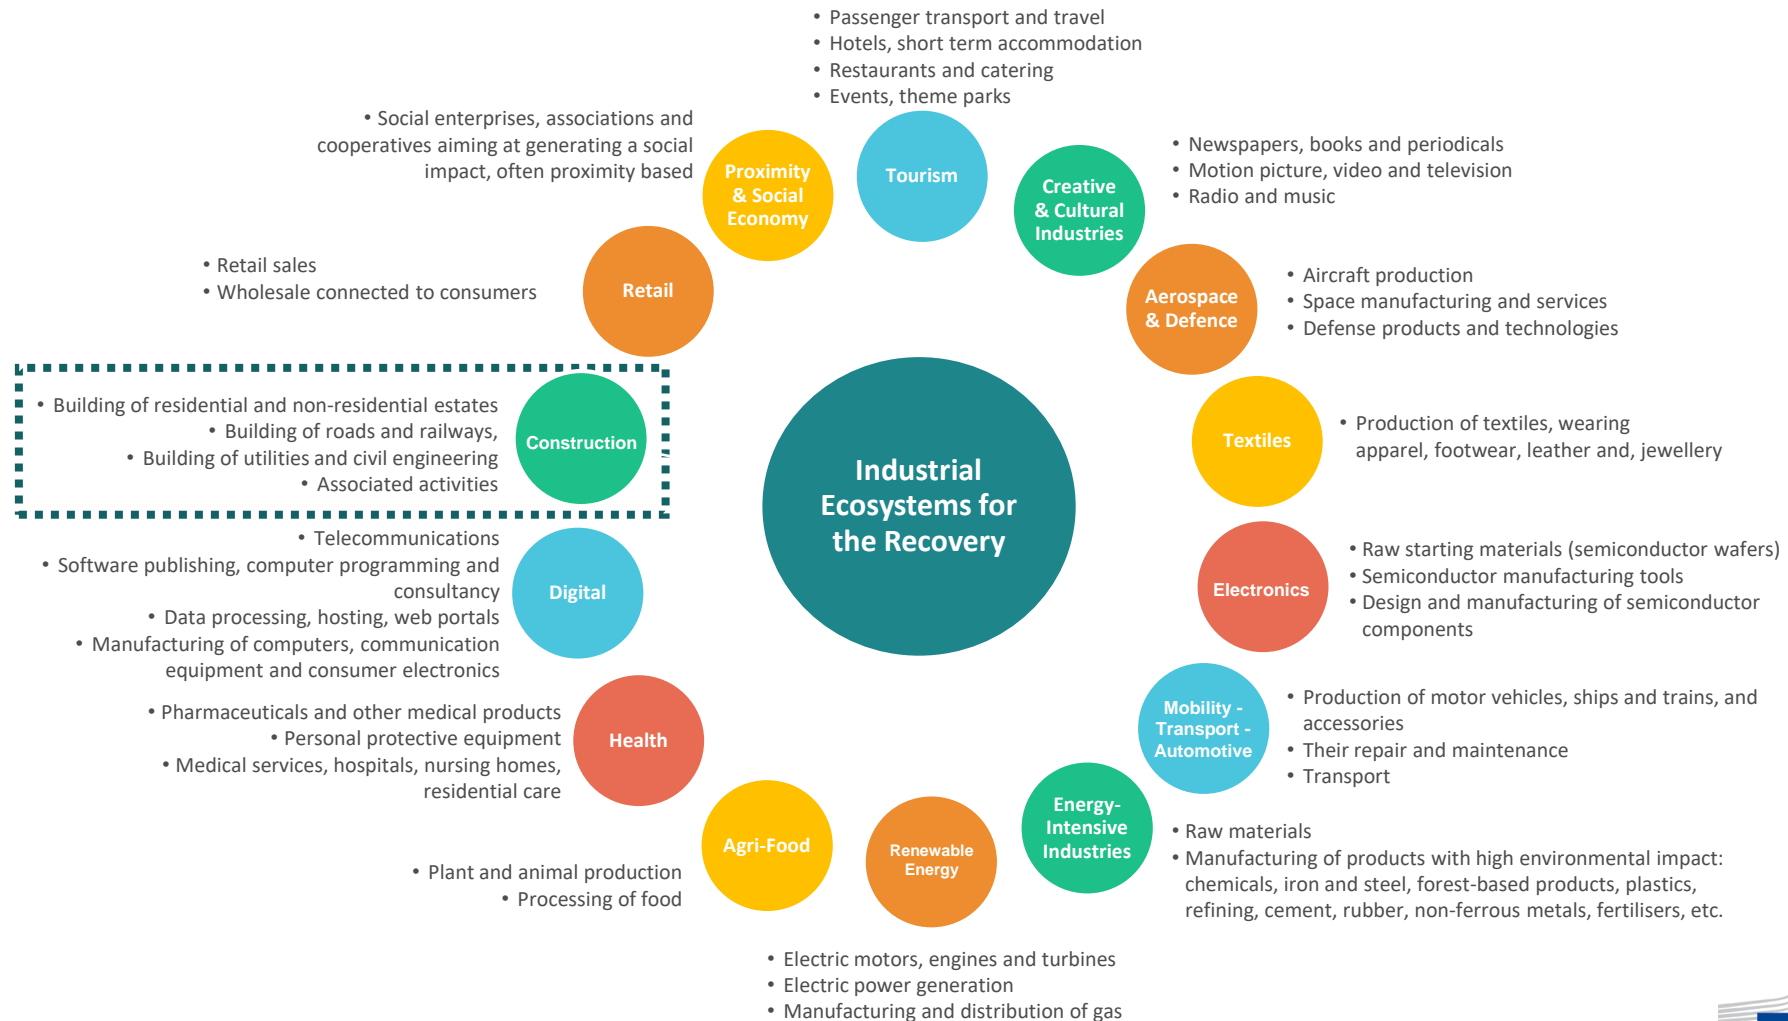 • Passenger transport and travel
• Hotels, short term accommodation
• Restaurants and catering
• Events, theme parks
Tourism
• Newspapers, books and periodicals
• Motion picture, video and television
• Radio and music
Creative
& Cultural
Industries
• Aircraft production
• Space manufacturing and services
• Defense products and technologies
Aerospace
& Defence
• Production of textiles, wearing
apparel, footwear, leather and, jewellery
Textiles
• Raw starting materials (semiconductor wafers)
• Semiconductor manufacturing tools
• Design and manufacturing of semiconductor
components
Electronics
• Production of motor vehicles, ships and trains, and
accessories
• Their repair and maintenance
• Transport
Mobility -
Transport -
Automotive
• Raw materials
• Manufacturing of products with high environmental impact:
chemicals, iron and steel, forest-based products, plastics,
refining, cement, rubber, non-ferrous metals, fertilisers, etc.
Energy-
Intensive
Industries
Renewable
Energy
• Electric motors, engines and turbines
• Electric power generation
• Manufacturing and distribution of gas
Agri-Food
• Plant and animal production
• Processing of food
Health
• Pharmaceuticals and other medical products
• Personal protective equipment
• Medical services, hospitals, nursing homes,
residential care
Digital
• Telecommunications
• Software publishing, computer programming and
consultancy
• Data processing, hosting, web portals
• Manufacturing of computers, communication
equipment and consumer electronics
Construction
• Building of residential and non-residential estates
• Building of roads and railways,
• Building of utilities and civil engineering
• Associated activities
Retail
• Retail sales
• Wholesale connected to consumers
Proximity
& Social
Economy
• Social enterprises, associations and
cooperatives aiming at generating a social
impact, often proximity based
Industrial
Ecosystems for
the Recovery